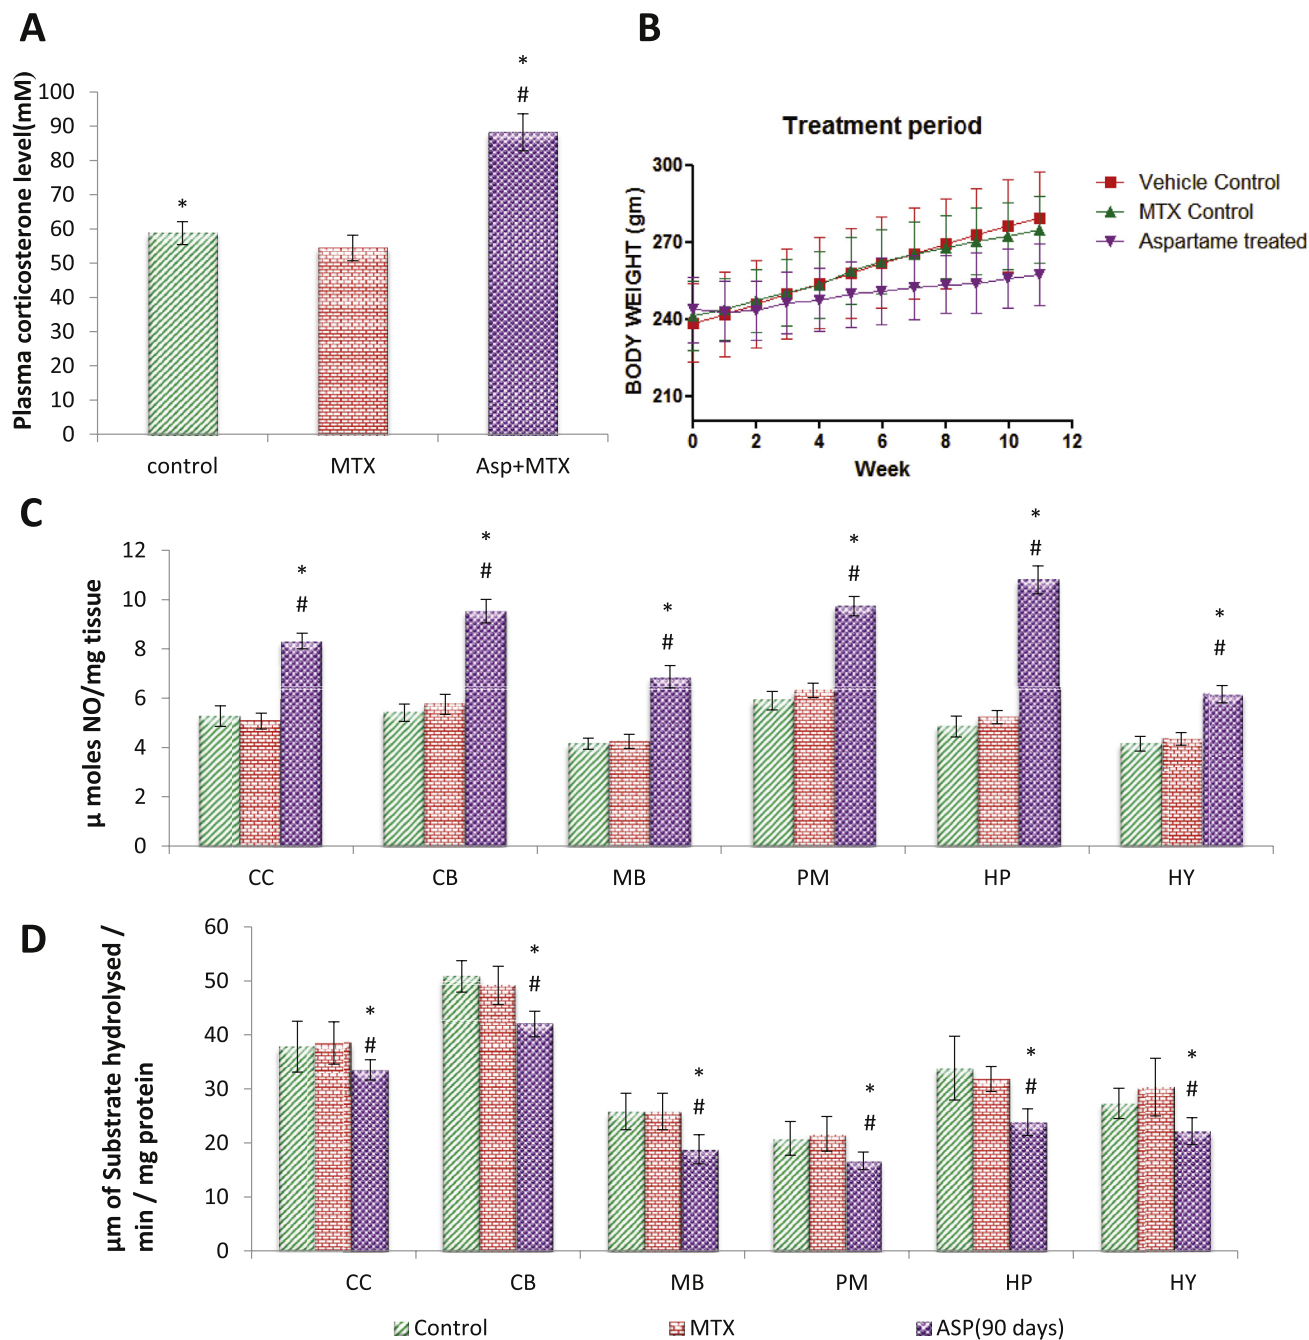 A
Plasma corticosterone level(mM)
100
90
80
70
60
50
40
30
20
10
0
*
*
#
control MTX Asp+MTX
B
Treatment period
BODY WEIGHT (gm)
300
270
240
210
0 2 4 6 8 10 12
Week
Vehicle Control
MTX Control
Aspartame treated
C
µ moles NO/mg tissue
12
10
8
6
4
2
0
*
#
*
#
*
#
*
#
*
#
*
#
CC CB MB PM HP HY
D
µm of Substrate hydrolysed /
min / mg protein
60
50
40
30
20
10
0
*
#
*
#
*
#
*
#
*
#
*
#
CC CB MB PM HP HY
Control MTX ASP(90 days)